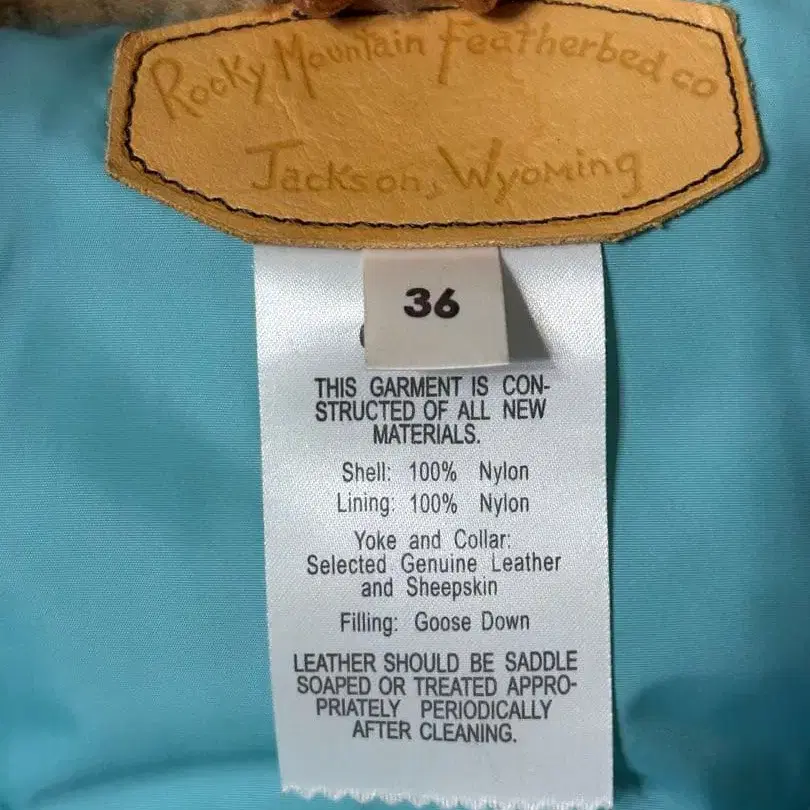 Rocky Mountain Featherbed co
Jackson, Wyoming
36
THIS GARMENT IS CON-
STRUCTED OF ALL NEW
MATERIALS.
Shell: 100% Nylon
Lining: 100% Nylon
Yoke and Collar:
Selected Genuine Leather
and Sheepskin
Filling: Goose Down
LEATHER SHOULD BE SADDLE
SOAPED OR TREATED APPRO-
PRIATELY PERIODICALLY
AFTER CLEANING.